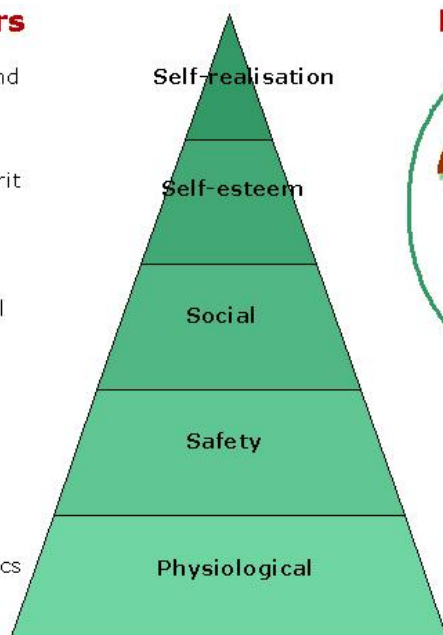 Self-realisation
Self-esteem
Social
Safety
Physiological